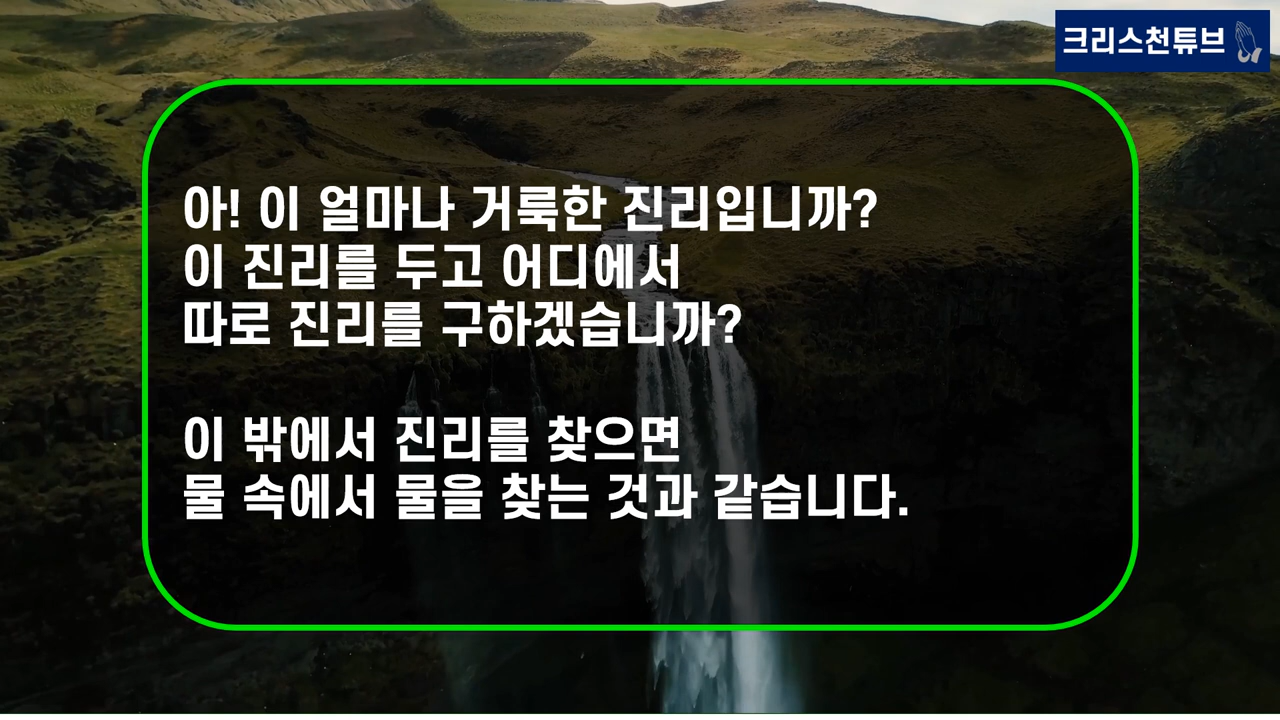 크리스천튜브
아! 이 얼마나 거룩한 진리입니까?
이 진리를 두고 어디에서
따로 진리를 구하겠습니까?
이 밖에서 진리를 찾으면
물 속에서 물을 찾는 것과 같습니다.